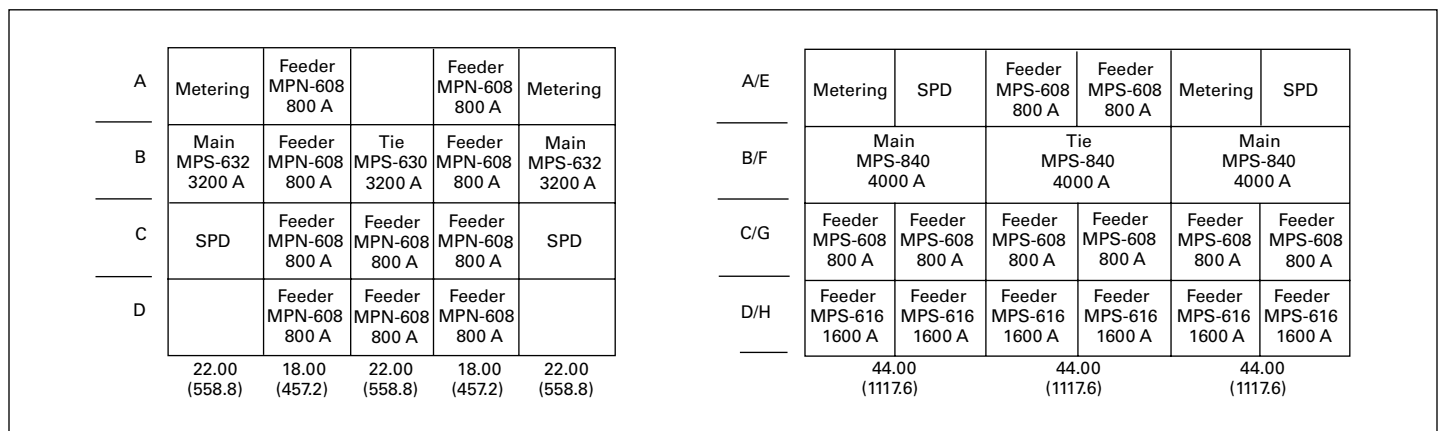 A
Metering
Feeder
MPN-608
800 A
Feeder
MPN-608
800 A
Metering
B
Main
MPS-632
3200 A
Feeder
MPN-608
800 A
Tie
MPS-630
3200 A
Feeder
MPN-608
800 A
Main
MPS-632
3200 A
C
SPD
Feeder
MPN-608
800 A
Feeder
MPN-608
800 A
Feeder
MPN-608
800 A
SPD
D
Feeder
MPN-608
800 A
Feeder
MPN-608
800 A
Feeder
MPN-608
800 A
22.00
(558.8)
18.00
(457.2)
22.00
(558.8)
18.00
(457.2)
22.00
(558.8)
A/E
Metering
SPD
Feeder
MPS-608
800 A
Feeder
MPS-608
800 A
Metering
SPD
B/F
Main
MPS-840
4000 A
Tie
MPS-840
4000 A
Main
MPS-840
4000 A
C/G
Feeder
MPS-608
800 A
Feeder
MPS-608
800 A
Feeder
MPS-608
800 A
Feeder
MPS-608
800 A
Feeder
MPS-608
800 A
Feeder
MPS-608
800 A
D/H
Feeder
MPS-616
1600 A
Feeder
MPS-616
1600 A
Feeder
MPS-616
1600 A
Feeder
MPS-616
1600 A
Feeder
MPS-616
1600 A
Feeder
MPS-616
1600 A
44.00
(1117.6)
44.00
(1117.6)
44.00
(1117.6)